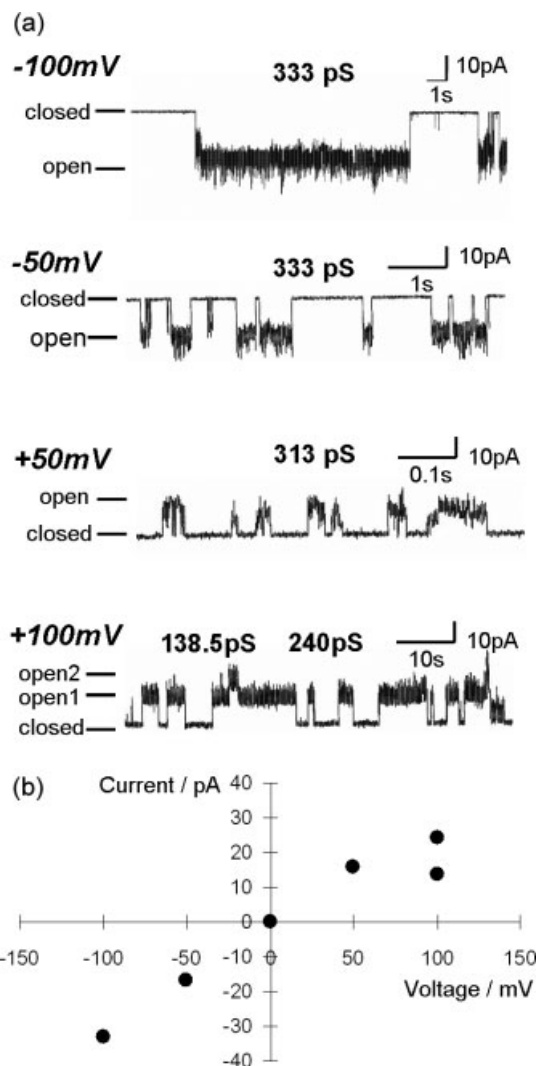 (a)
-100mV 333 pS 10pA
1s
closed
open
-50mV 333 pS 10pA
1s
closed
open
+50mV 313 pS 10pA
0.1s
open
closed
+100mV 138.5pS 240pS 10pA
10s
open2
open1
closed
(b) Current / pA 40
30
20
10
0
-150 -100 -50 0 50 100 150
-10
Voltage / mV
-20
-30
-40